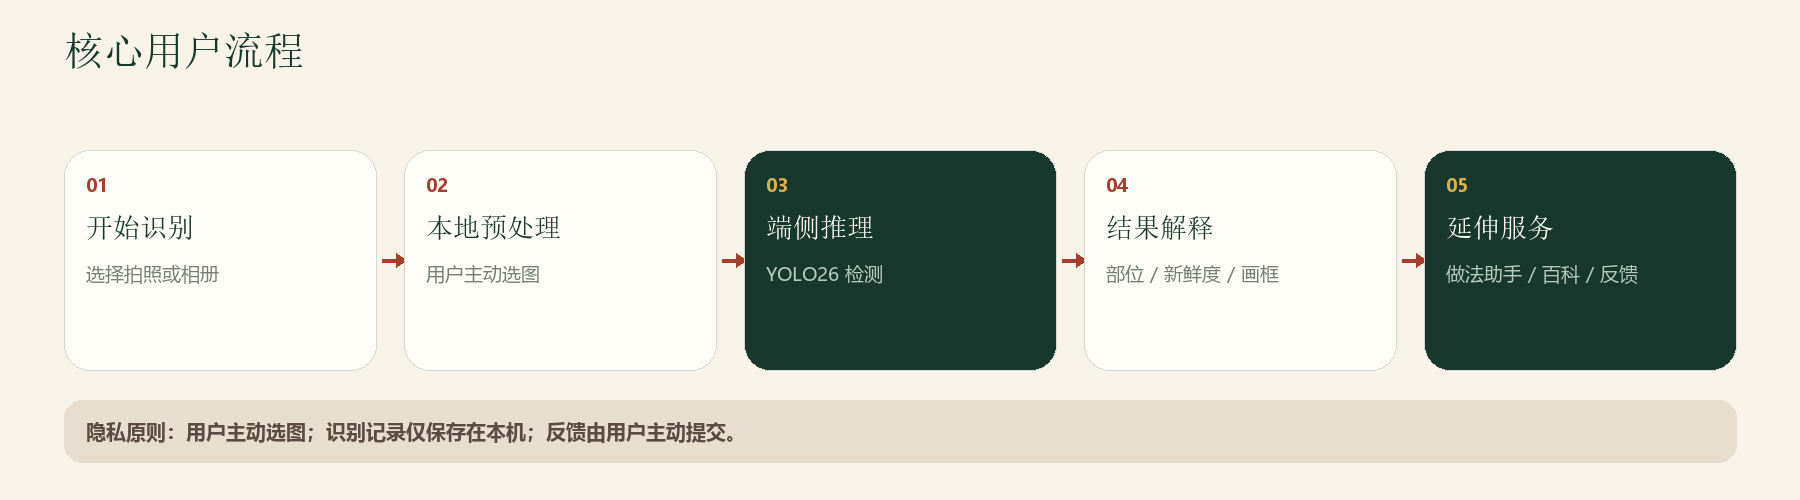 核心用户流程
01
开始识别
选择拍照或相册
02
本地预处理
用户主动选图
03
端侧推理
YOLO26 检测
04
结果解释
部位 / 新鲜度 / 画框
05
延伸服务
做法助手 / 百科 / 反馈
隐私原则：用户主动选图；识别记录仅保存在本机；反馈由用户主动提交。